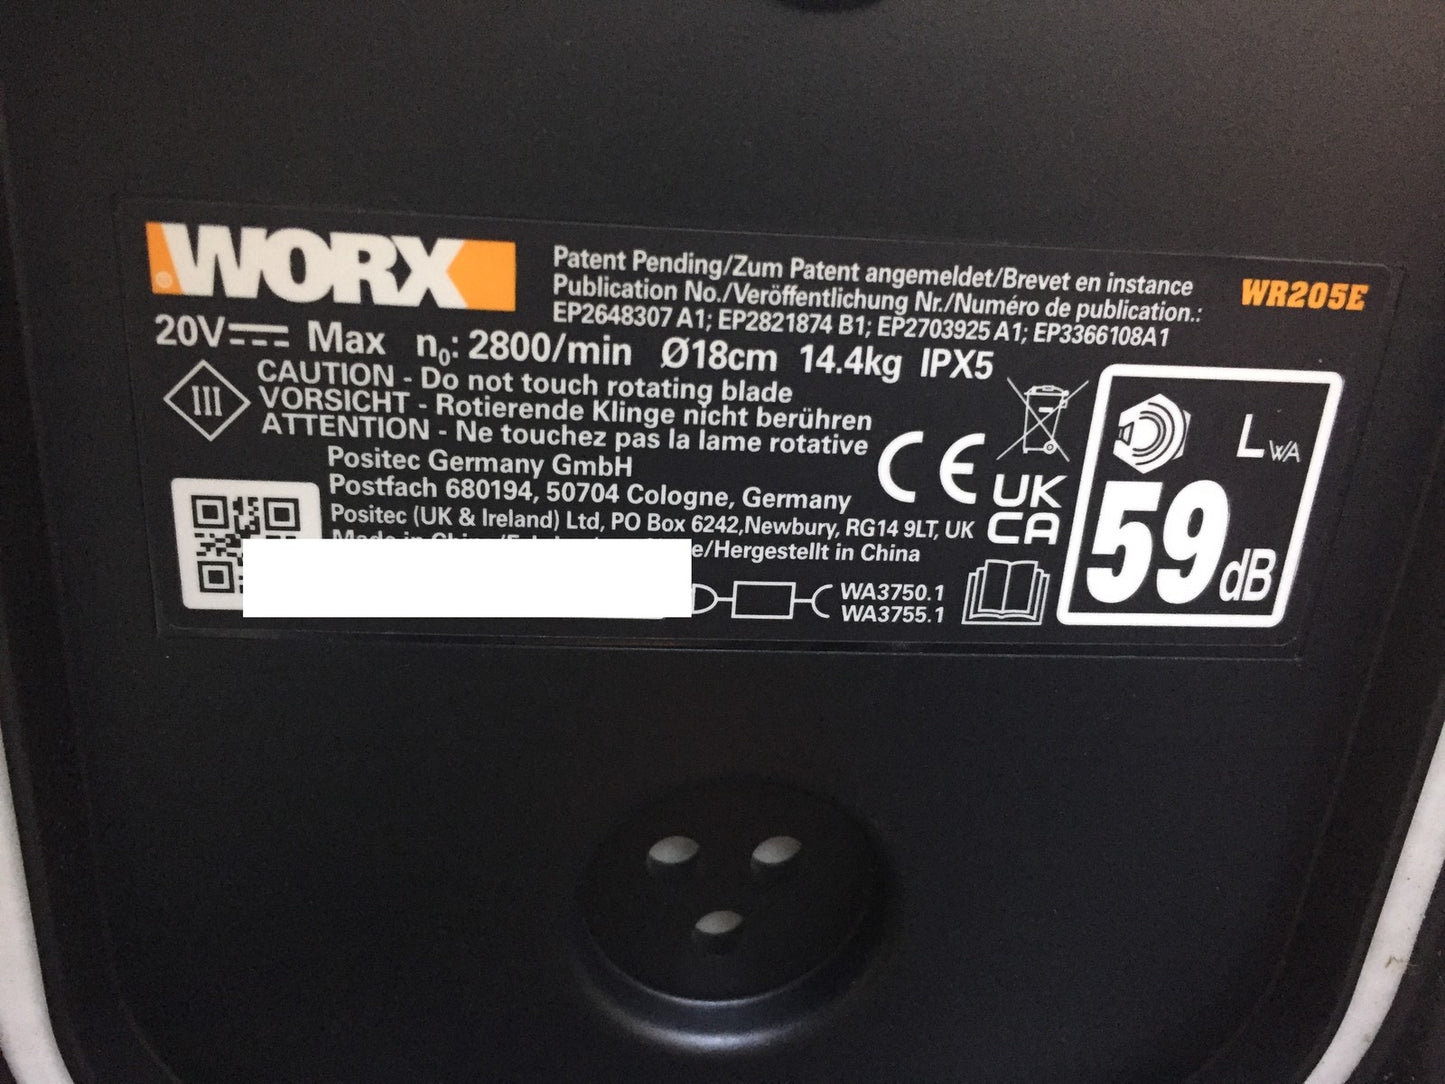 WORX
®
Patent Pending/Zum Patent angemeldet/Brevet en instance
Publication No./Veröffentlichung Nr./Numéro de publication.:
EP2648307 A1; EP2821874 B1; EP2703925 A1; EP3366108A1
WR205E
20V Max n0: 2800/min Ø18cm 14.4kg IPX5
III
CAUTION - Do not touch rotating blade
VORSICHT - Rotierende Klinge nicht berühren
ATTENTION - Ne touchez pas la lame rotative
Positec Germany GmbH
Postfach 680194, 50704 Cologne, Germany
Positec (UK & Ireland) Ltd, PO Box 6242,Newbury, RG14 9LT, UK
Made in China/Hergestellt in China
CE
UK
CA
WA3750.1
WA3755.1
LWA
59dB